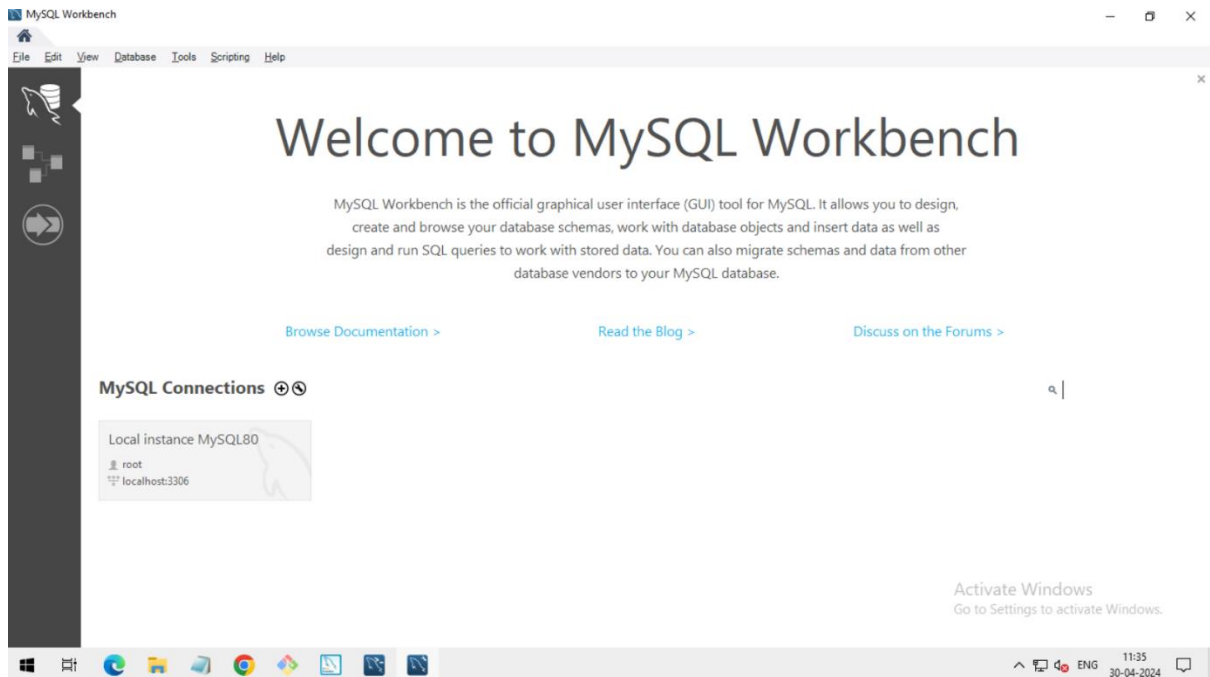 MySQL Workbench
File Edit View Database Tools Scripting Help
Welcome to MySQL Workbench
MySQL Workbench is the official graphical user interface (GUI) tool for MySQL. It allows you to design,
create and browse your database schemas, work with database objects and insert data as well as
design and run SQL queries to work with stored data. You can also migrate schemas and data from other
database vendors to your MySQL database.
Browse Documentation > Read the Blog > Discuss on the Forums >
MySQL Connections
Local instance MySQL80
root
localhost:3306
Activate Windows
Go to Settings to activate Windows.
ENG 11:35
30-04-2024